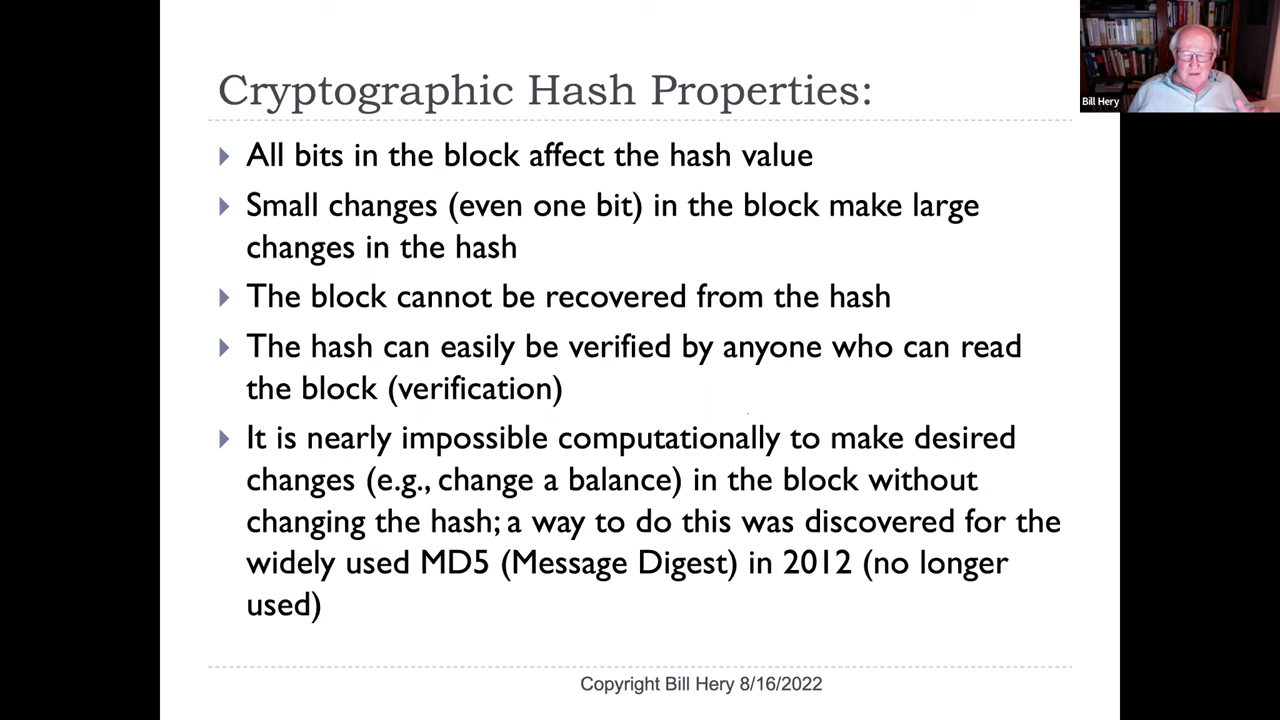 Cryptographic Hash Properties:
All bits in the block affect the hash value
Small changes (even one bit) in the block make large
changes in the hash
The block cannot be recovered from the hash
The hash can easily be verified by anyone who can read
the block (verification)
It is nearly impossible computationally to make desired
changes (e.g., change a balance) in the block without
changing the hash; a way to do this was discovered for the
widely used MD5 (Message Digest) in 2012 (no longer
used)
Copyright Bill Hery 8/16/2022
Bill Hery